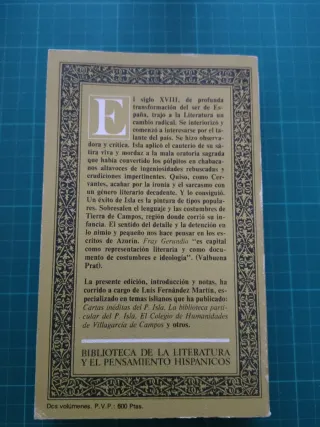 El siglo XVIII, de profunda
transformación del ser de Es-
paña, trajo a la Literatura un
cambio radical. Se interiorizó y
comenzó a interesarse por el ta-
lante del país. Se hizo observa-
dora y crítica. Isla aplicó el cauterio de su sá-
tira viva y mordaz a la mala oratoria sagrada
que había convertido los púlpitos en chabaca-
nos altavoces de ingeniosidades rebuscadas y
erudiciones impertinentes. Quiso, como Cer-
vantes, acabar por la ironía y el sarcasmo con
un género literario decadente. Y lo consiguió.
Un éxito de Isla es la pintura de tipos popula-
res. Sobresalen el lenguaje y las costumbres de
Tierra de Campos, región donde corrió su in-
fancia. El sentido del detalle y la detención en
lo nimio y pequeño nos hace pensar en los es-
critos de Azorín. Fray Gerundio "es capital
como representación literaria y como docu-
mento de costumbres e ideología". (Valbuena
Prat).
La presente edición, introducción y notas, ha
corrido a cargo de Luis Fernández Martín, es-
pecializado en temas islianos que ha publicado:
Cartas inéditas del P. Isla. La biblioteca parti-
cular del P. Isla. El Colegio de Humanidades
de Villagarcía de Campos y otros.
BIBLIOTECA DE LA LITERATURA
Y EL PENSAMIENTO HISPANICOS
Dos volúmenes. P.V.P.: 800 Ptas.